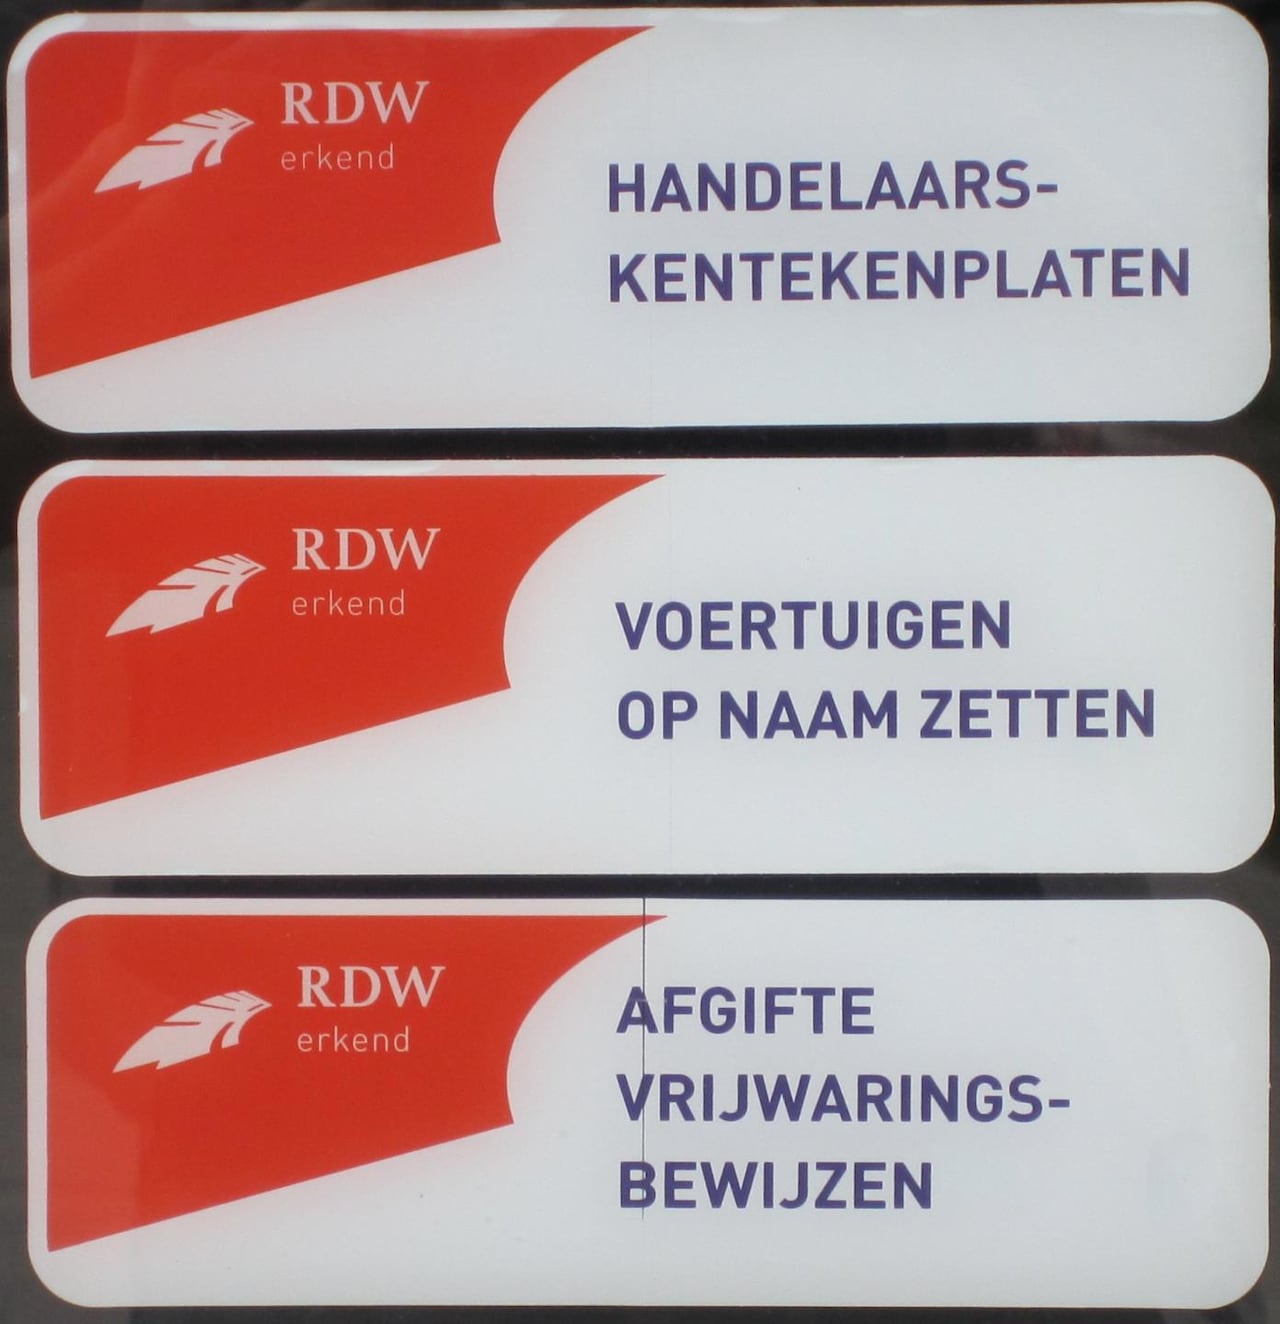 RDW
erkend
HANDELAARS-
KENTEKENPLATEN
RDW
erkend
VOERTUIGEN
OP NAAM ZETTEN
RDW
erkend
AFGIFTE
VRIJWARINGS-
BEWIJZEN